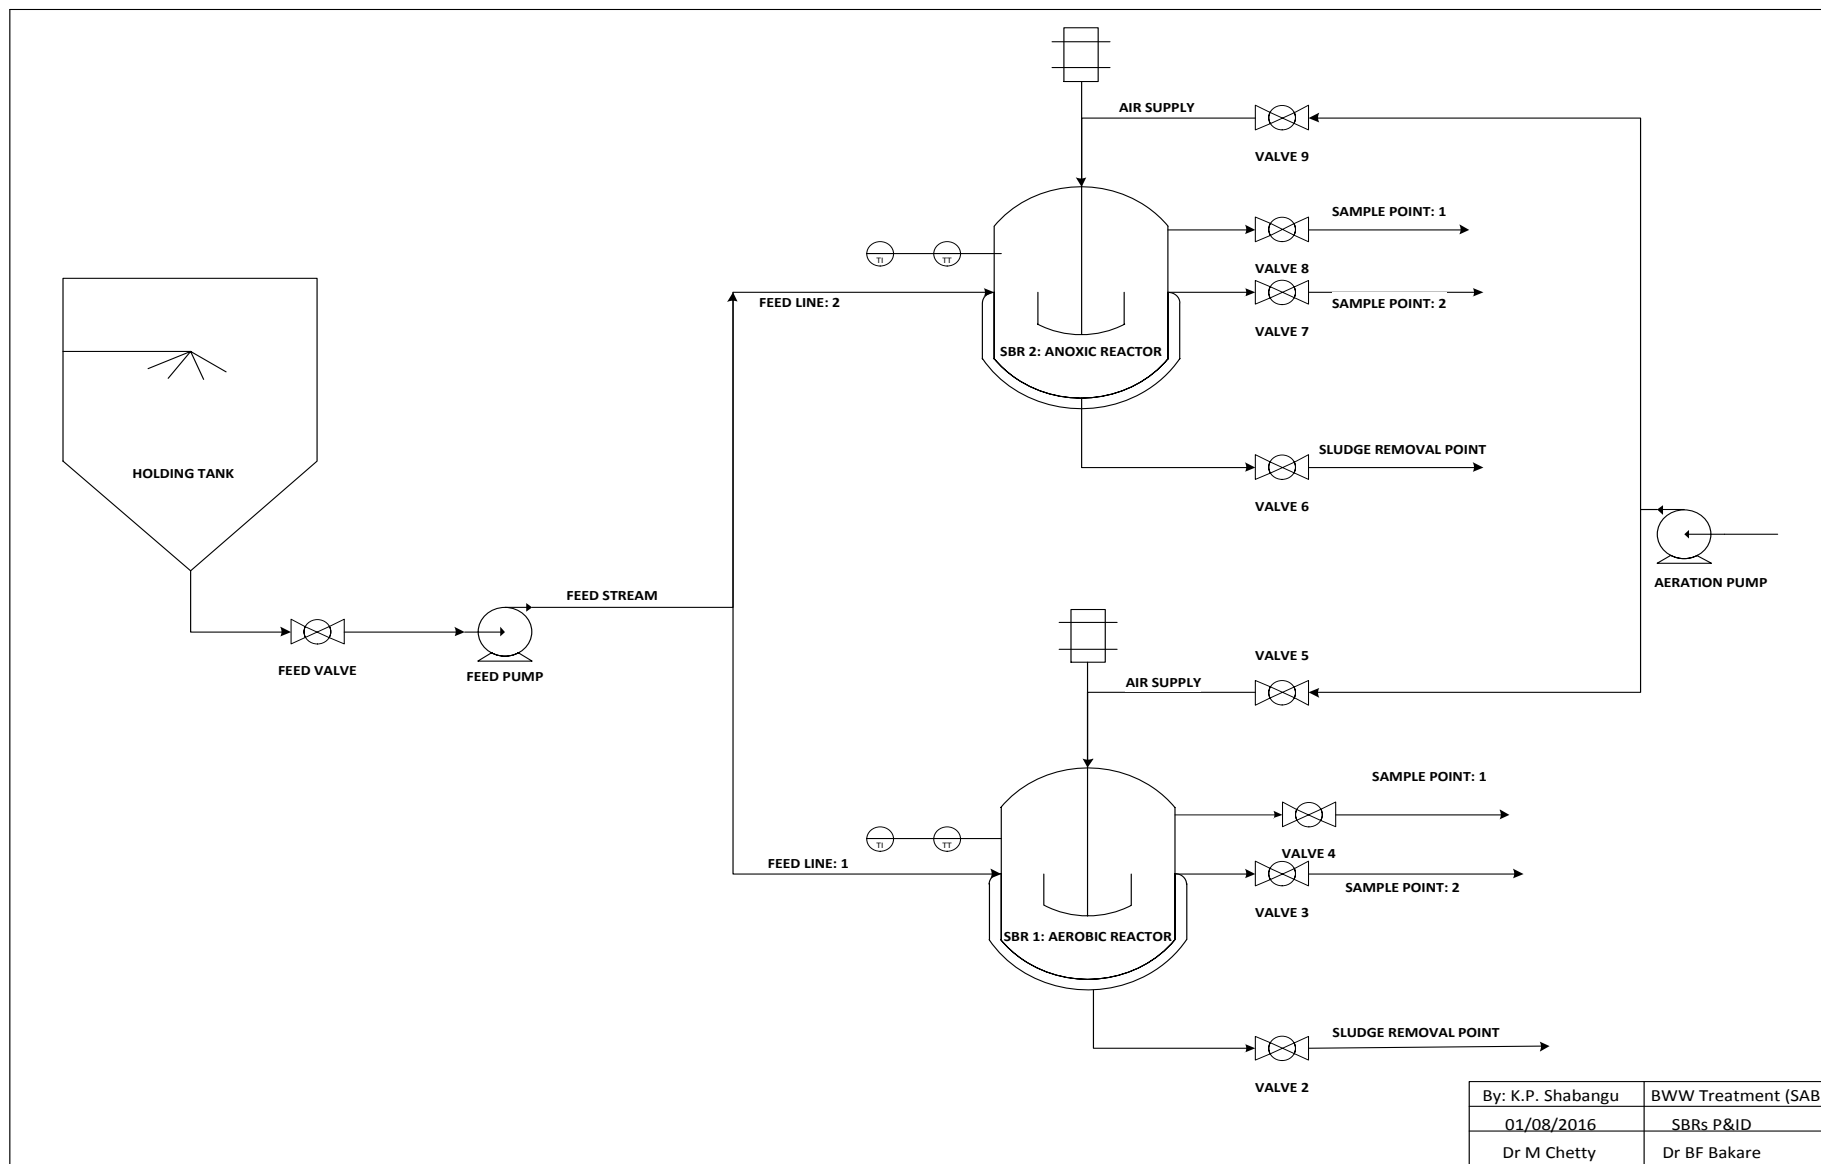 AIR SUPPLY
VALVE 9
SAMPLE POINT: 1
VALVE 8
TI
TT
FEED LINE: 2
SAMPLE POINT: 2
VALVE 7
SBR 2: ANOXIC REACTOR
SLUDGE REMOVAL POINT
VALVE 6
HOLDING TANK
AERATION PUMP
FEED STREAM
FEED VALVE
FEED PUMP
VALVE 5
AIR SUPPLY
SAMPLE POINT: 1
TI
TT
VALVE 4
FEED LINE: 1
SAMPLE POINT: 2
VALVE 3
SBR 1: AEROBIC REACTOR
SLUDGE REMOVAL POINT
VALVE 2
By: K.P. Shabangu
BWW Treatment (SAB
01/08/2016
SBRs P&ID
Dr M Chetty
Dr BF Bakare